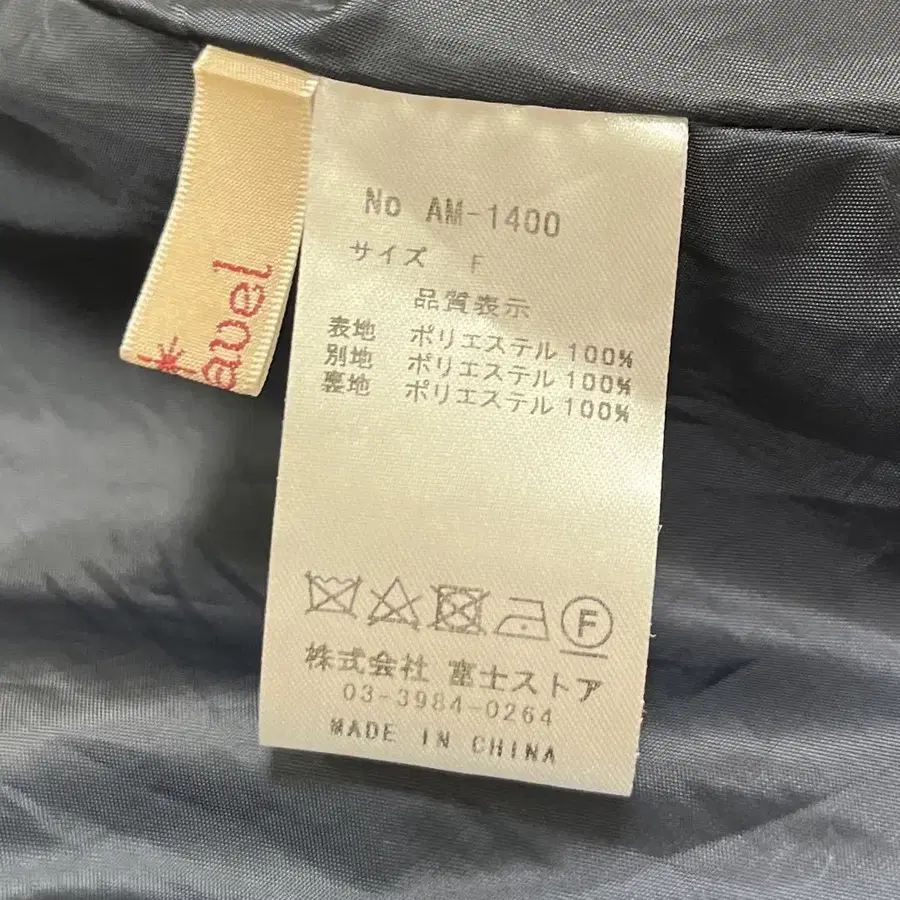 avel
No AM-1400
サイズ F
品質表示
表地 ポリエステル 100%
別地 ポリエステル 100%
裏地 ポリエステル 100%
F
株式会社 富士ストア
03-3984-0264
MADE IN CHINA